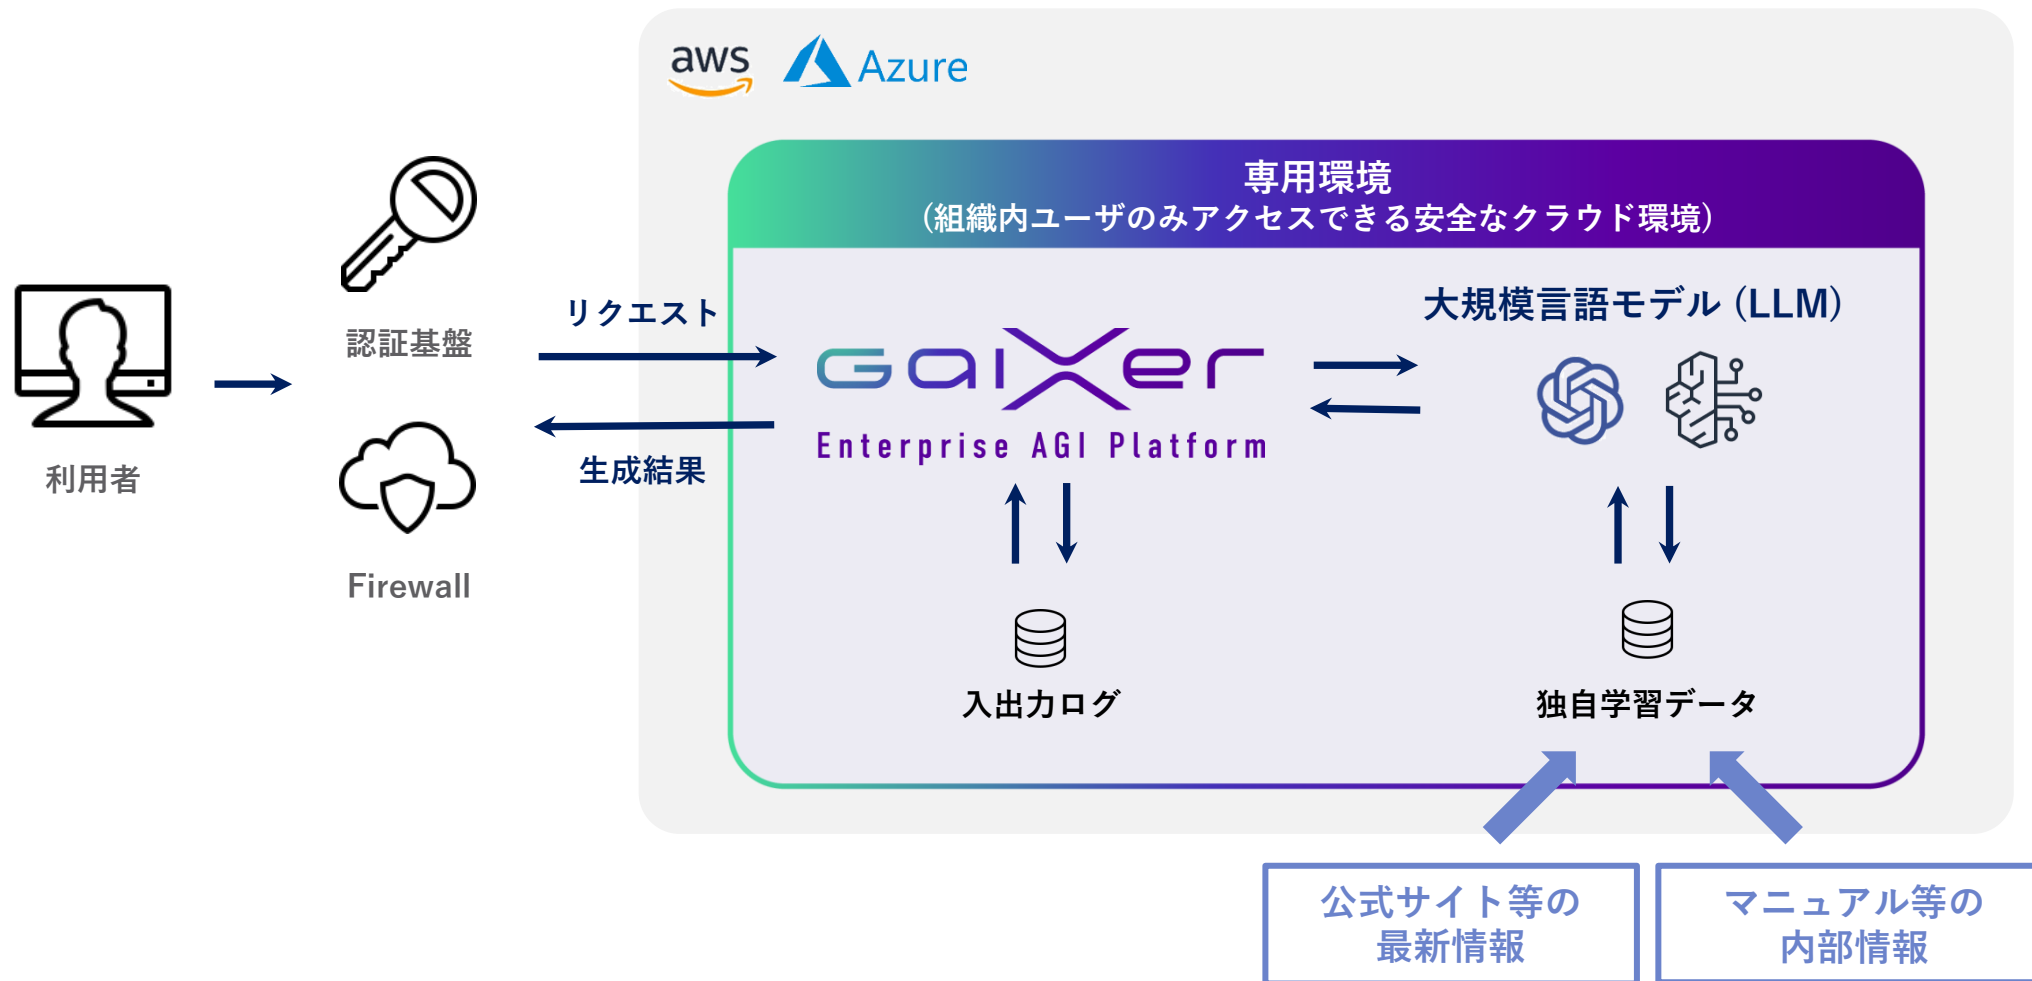 aws
Azure
専用環境
(組織内ユーザのみアクセスできる安全なクラウド環境)
利用者
認証基盤
Firewall
リクエスト
生成結果
GaiXer
Enterprise AGI Platform
大規模言語モデル (LLM)
入出力ログ
独自学習データ
公式サイト等の
最新情報
マニュアル等の
内部情報